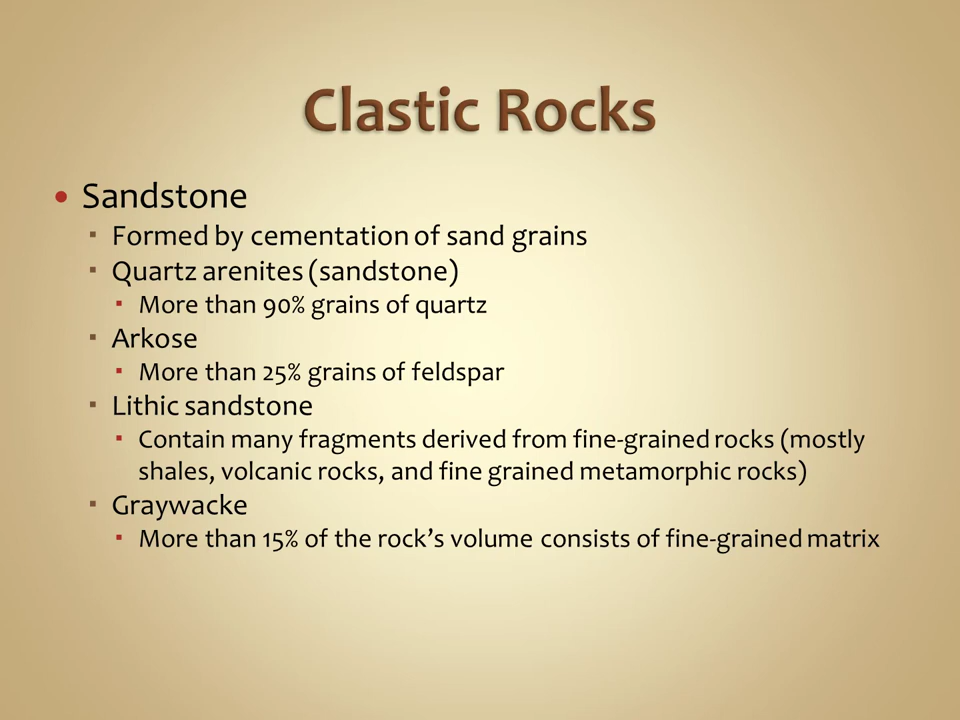 Clastic Rocks
• Sandstone
▪ Formed by cementation of sand grains
▪ Quartz arenites (sandstone)
▪ More than 90% grains of quartz
▪ Arkose
▪ More than 25% grains of feldspar
▪ Lithic sandstone
▪ Contain many fragments derived from fine-grained rocks (mostly
shales, volcanic rocks, and fine grained metamorphic rocks)
▪ Graywacke
▪ More than 15% of the rock’s volume consists of fine-grained matrix